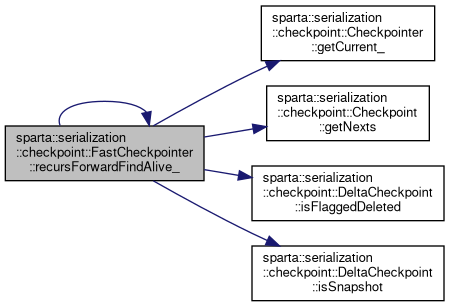 sparta::serialization
::checkpoint::FastCheckpointer
::recursForwardFindAlive_
sparta::serialization
::checkpoint::Checkpointer
::getCurrent_
sparta::serialization
::checkpoint::Checkpoint
::getNexts
sparta::serialization
::checkpoint::DeltaCheckpoint
::isFlaggedDeleted
sparta::serialization
::checkpoint::DeltaCheckpoint
::isSnapshot